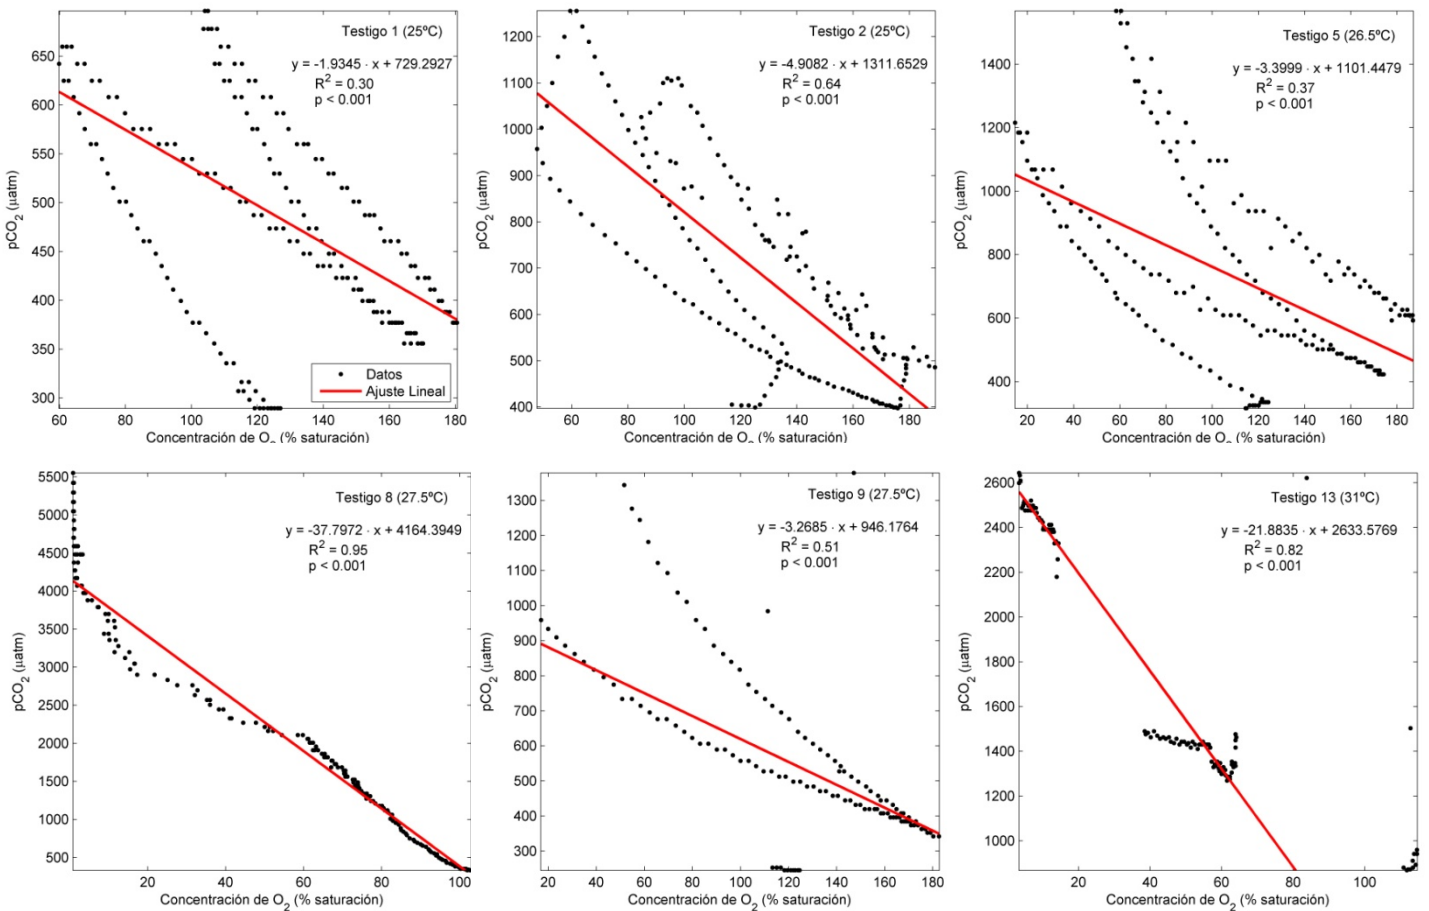 Testigo 1 (25ºC)
y = -1.9345 · x + 729.2927
R2 = 0.30
p < 0.001
650
600
550
500
450
400
350
300
pCO2 (µatm)
Datos
Ajuste Lineal
60 80 100 120 140 160 180
Concentración de O2 (% saturación)
Testigo 2 (25ºC)
y = -4.9082 · x + 1311.6529
R2 = 0.64
p < 0.001
1200
1100
1000
900
800
700
600
500
400
pCO2 (µatm)
60 80 100 120 140 160 180
Concentración de O2 (% saturación)
Testigo 5 (26.5ºC)
y = -3.3999 · x + 1101.4479
R2 = 0.37
p < 0.001
1400
1200
1000
800
600
400
pCO2 (µatm)
20 40 60 80 100 120 140 160 180
Concentración de O2 (% saturación)
Testigo 8 (27.5ºC)
y = -37.7972 · x + 4164.3949
R2 = 0.95
p < 0.001
5500
5000
4500
4000
3500
3000
2500
2000
1500
1000
500
pCO2 (µatm)
20 40 60 80 100
Concentración de O2 (% saturación)
Testigo 9 (27.5ºC)
y = -3.2685 · x + 946.1764
R2 = 0.51
p < 0.001
1300
1200
1100
1000
900
800
700
600
500
400
300
pCO2 (µatm)
20 40 60 80 100 120 140 160 180
Concentración de O2 (% saturación)
Testigo 13 (31ºC)
y = -21.8835 · x + 2633.5769
R2 = 0.82
p < 0.001
2600
2400
2200
2000
1800
1600
1400
1200
1000
pCO2 (µatm)
20 40 60 80 100
Concentración de O2 (% saturación)